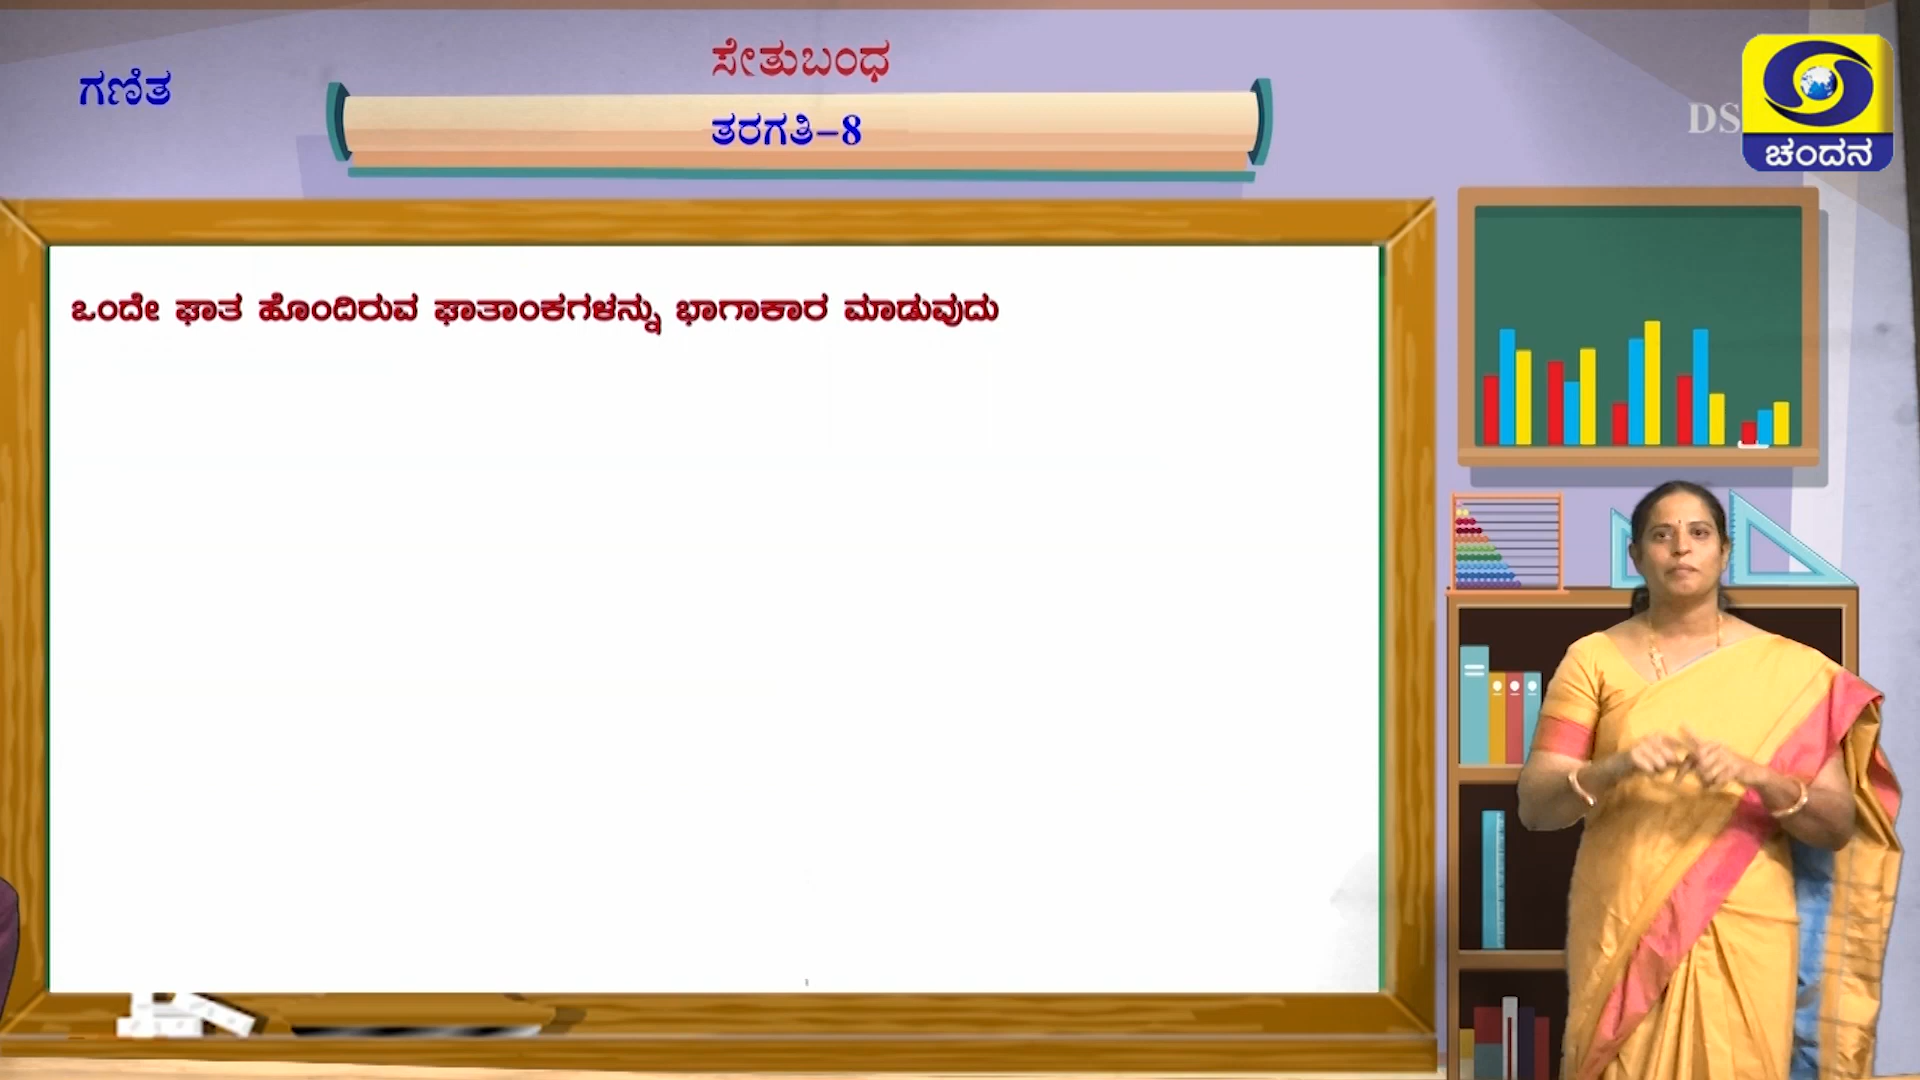 ಸೇತುಬಂಧ
ಗಣಿತ
ತರಗತಿ-8
DS
ಚಂದನ
ಒಂದೇ ಘಾತ ಹೊಂದಿರುವ ಘಾತಾಂಕಗಳನ್ನು ಭಾಗಾಕಾರ ಮಾಡುವುದು